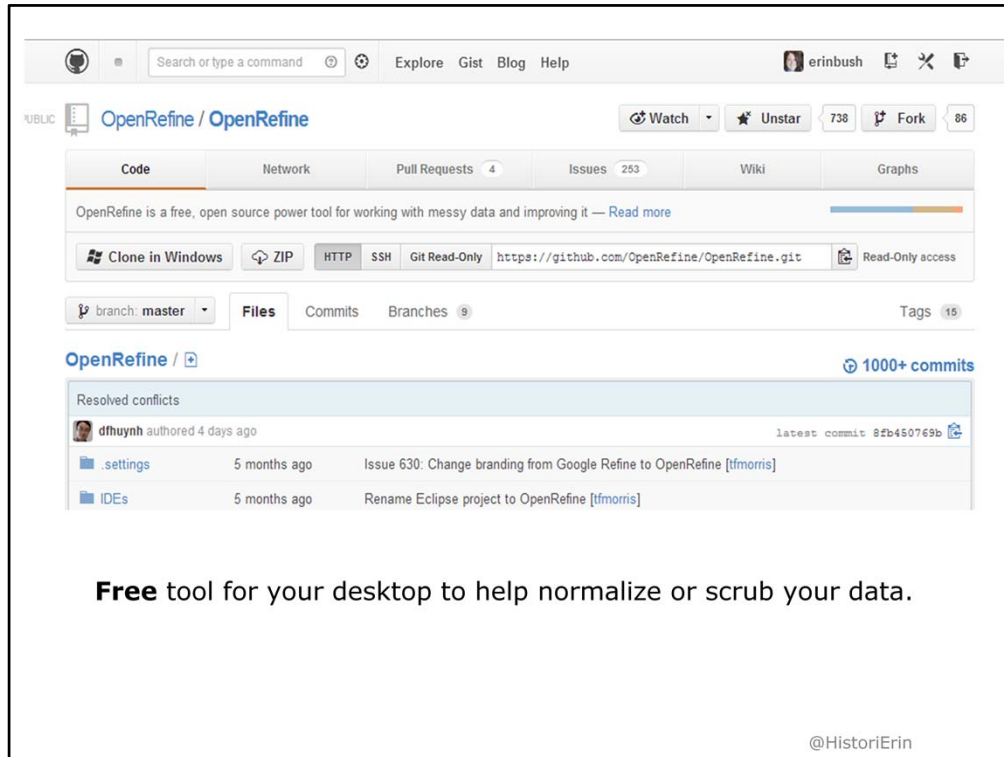 Search or type a command Explore Gist Blog Help erinbush
PUBLIC OpenRefine / OpenRefine Watch Unstar 738 Fork 86
Code Network Pull Requests 4 Issues 253 Wiki Graphs
OpenRefine is a free, open source power tool for working with messy data and improving it — Read more
Clone in Windows ZIP HTTP SSH Git Read-Only https://github.com/OpenRefine/OpenRefine.git Read-Only access
branch: master Files Commits Branches 9 Tags 15
OpenRefine / 1000+ commits
Resolved conflicts
dfhuynh authored 4 days ago latest commit 8fb450769b
.settings 5 months ago Issue 630: Change branding from Google Refine to OpenRefine [tfmorris]
IDEs 5 months ago Rename Eclipse project to OpenRefine [tfmorris]
Free tool for your desktop to help normalize or scrub your data.
@HistoriErin